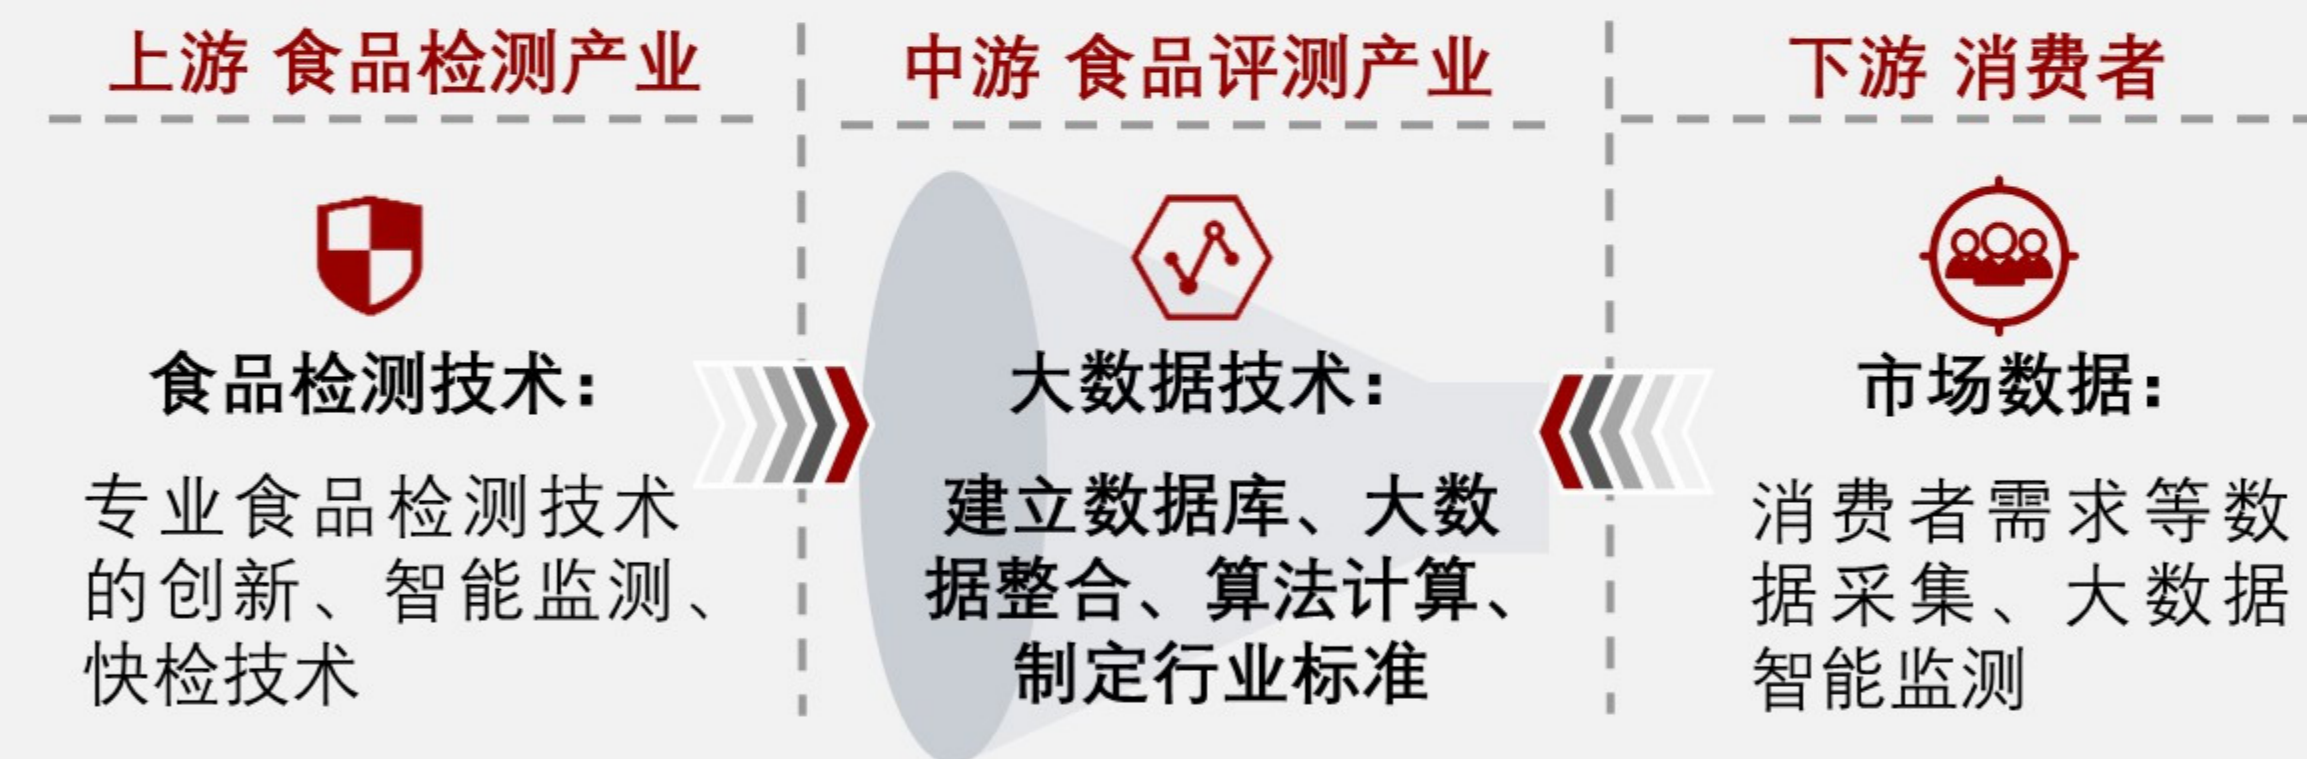 上游 食品检测产业
食品检测技术：
专业食品检测技术
的创新、智能监测、
快检技术
中游 食品评测产业
大数据技术：
建立数据库、大数
据整合、算法计算、
制定行业标准
下游 消费者
市场数据：
消费者需求等数
据采集、大数据
智能监测